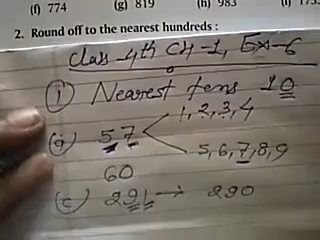 (f) 774 (g) 819 (h) 983 (i)
2. Round off to the nearest hundreds :
Class - 4th CH-1, EX-6
(1) Nearest tens 10
1, 2, 3, 4
(a) 57
5, 6, 7, 8, 9
60
(c) 291 → 290